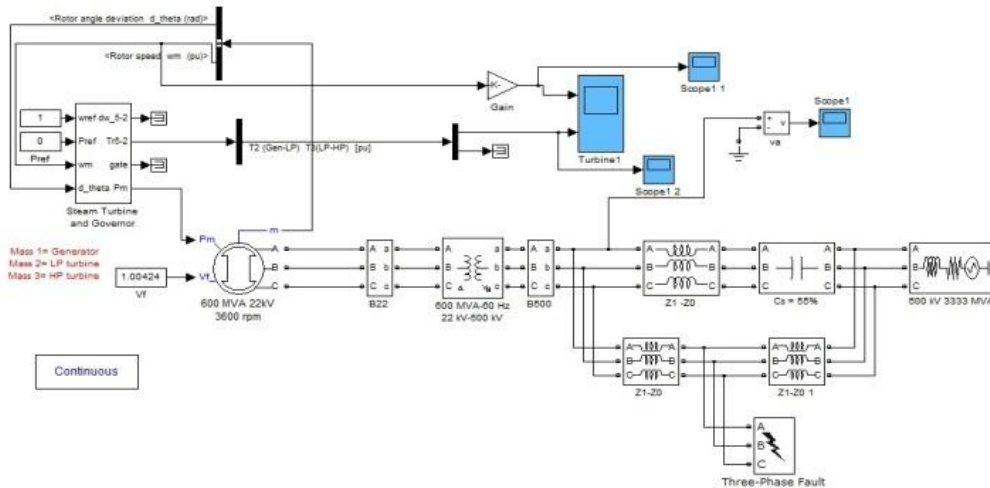 <Rotor angle deviation d_theta (rad)>
<Rotor speed wm (pu)>
K-
Gain
Scope1 1
Scope1
+
-
v
va
1
0
Pref
wref dw_5-2
Pref Tr5-2
wm gate
d_theta Pm
Steam Turbine
and Governor
T2 (Gen-LP) T3(LP-HP) [pu]
Turbine1
Scope1 2
m
Mass 1= Generator
Mass 2= LP turbine
Mass 3= HP turbine
1.00424
Vf
Pm
Vf
A
B
C
600 MVA 22kV
3600 rpm
A a
B b
C c
B22
A a
B b
C c
600 MVA-60 Hz
22 kV-500 kV
A a
B b
C c
B500
A A
B B
C C
Z1 -Z0
A A
B B
C C
Cs = 55%
A
B
C
500 kV 3333 MVA
A A
B B
C C
Z1-Z0
A A
B B
C C
Z1-Z0 1
Continuous
A
B
C
Three-Phase Fault